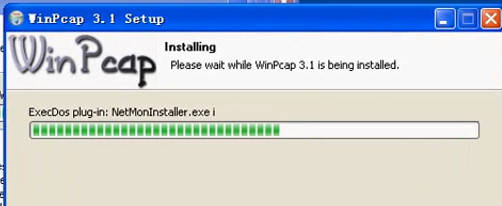 WinPcap 3.1 Setup
WinPcap
Installing
Please wait while WinPcap 3.1 is being installed.
ExecDos plug-in: NetMonInstaller.exe i